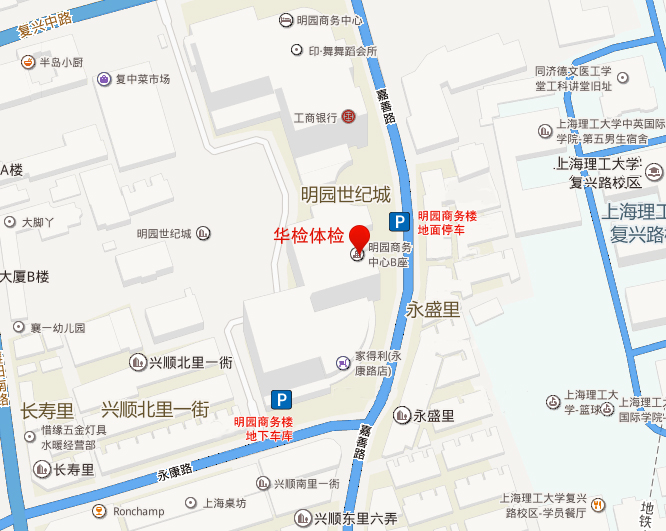 复兴中路
明园商务中心
印·舞舞蹈会所
半岛小厨
复中菜市场
嘉善路
工商银行
同济德文医工学
堂工科讲堂旧址
上海理工大学中英国际
学院-第五男生宿舍
上海理工大学
复兴路校区
A楼
明园世纪城
上海理工
复兴路校
P
明园商务楼
地面停车
大脚丫
明园世纪城
华检体检
明园商务
中心B座
大厦B楼
永盛里
襄一幼儿园
兴顺北里一衖
家得利(永
康路店)
南路
长寿里
兴顺北里一街
P
明园商务楼
地下车库
上海理工大
学-篮球
上海理工大学
国际学院-
永盛里
惜缘五金灯具
水暖经营部
嘉善路
长寿里
永康路
兴顺南里一街
Ronchamp
上海桌坊
兴顺东里六弄
上海理工大学复兴
路校区-学员餐厅
地铁